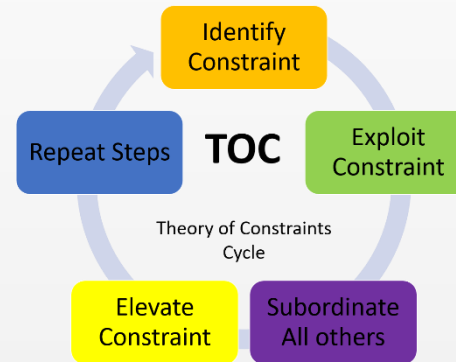 Identify
Constraint
Repeat Steps
TOC
Exploit
Constraint
Theory of Constraints
Cycle
Elevate
Constraint
Subordinate
All others